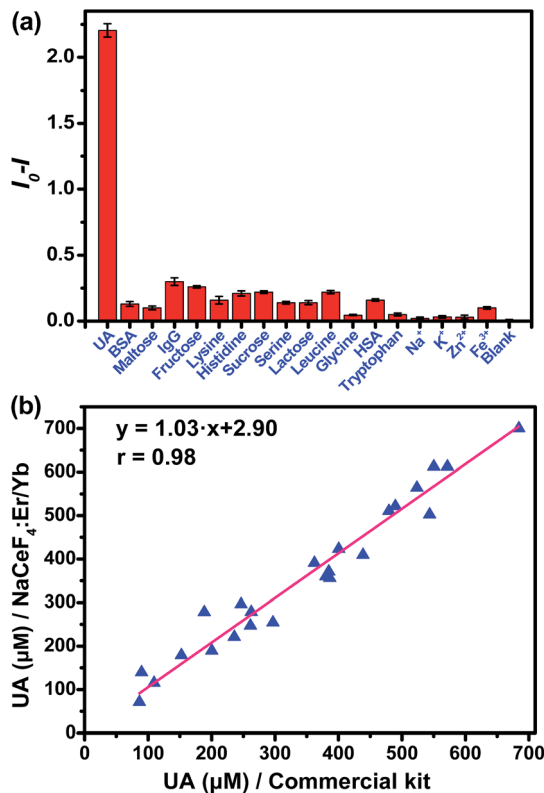 (a)
I₀-I
2.0
1.5
1.0
0.5
0.0
UA
BSA
Maltose
IgG
Fructose
Lysine
Histidine
Sucrose
Serine
Lactose
Leucine
Glycine
HSA
Tryptophan
Na⁺
K⁺
Zn²⁺
Fe³⁺
Blank
(b)
y = 1.03·x+2.90
r = 0.98
UA (μM) / NaCeF₄:Er/Yb
700
600
500
400
300
200
100
0
0 100 200 300 400 500 600 700
UA (μM) / Commercial kit